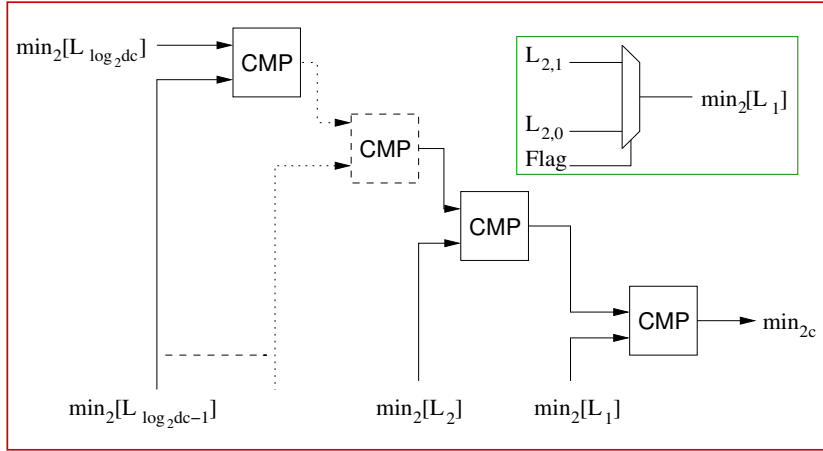 min₂[L log₂dc]
CMP
L₂,₁
min₂[L₁]
L₂,₀
Flag
CMP
CMP
CMP
min₂c
min₂[L log₂dc−1]
min₂[L₂]
min₂[L₁]